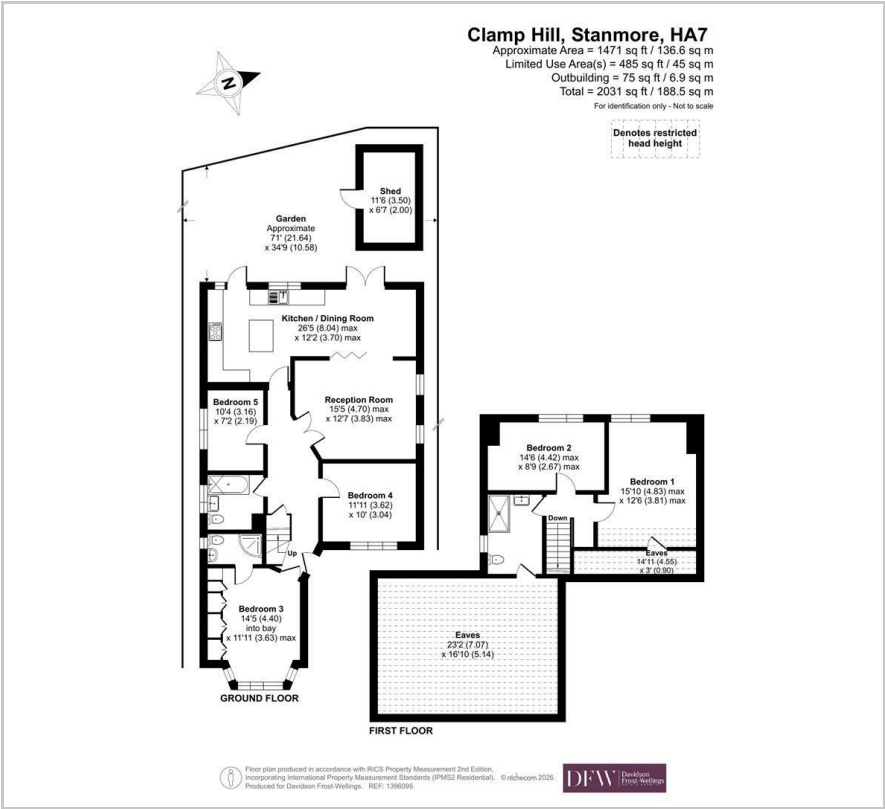 Clamp Hill, Stanmore, HA7
Approximate Area = 1471 sq ft / 136.6 sq m
Limited Use Area(s) = 485 sq ft / 45 sq m
Outbuilding = 75 sq ft / 6.9 sq m
Total = 2031 sq ft / 188.5 sq m
For identification only - Not to scale
Denotes restricted
head height
N
Shed
11'6 (3.50)
x 6'7 (2.00)
Garden
Approximate
71' (21.64)
x 34'9 (10.58)
Kitchen / Dining Room
26'5 (8.04) max
x 12'2 (3.70) max
Reception Room
15'5 (4.70) max
x 12'7 (3.83) max
Bedroom 5
10'4 (3.16)
x 7'2 (2.19)
Bedroom 4
11'11 (3.62)
x 10' (3.04)
Up
Bedroom 3
14'5 (4.40)
into bay
x 11'11 (3.63) max
GROUND FLOOR
Bedroom 2
14'6 (4.42) max
x 8'9 (2.67) max
Bedroom 1
15'10 (4.83) max
x 12'6 (3.81) max
Down
Eaves
14'11 (4.55)
x 3' (0.90)
Eaves
23'2 (7.07)
x 16'10 (5.14)
FIRST FLOOR
Floor plan produced in accordance with RICS Property Measurement 2nd Edition,
Incorporating International Property Measurement Standards (IPMS2 Residential). © nichecom 2026.
Produced for Davidson Frost-Wellings. REF: 1396095
DFW
Davidson
Frost-Wellings